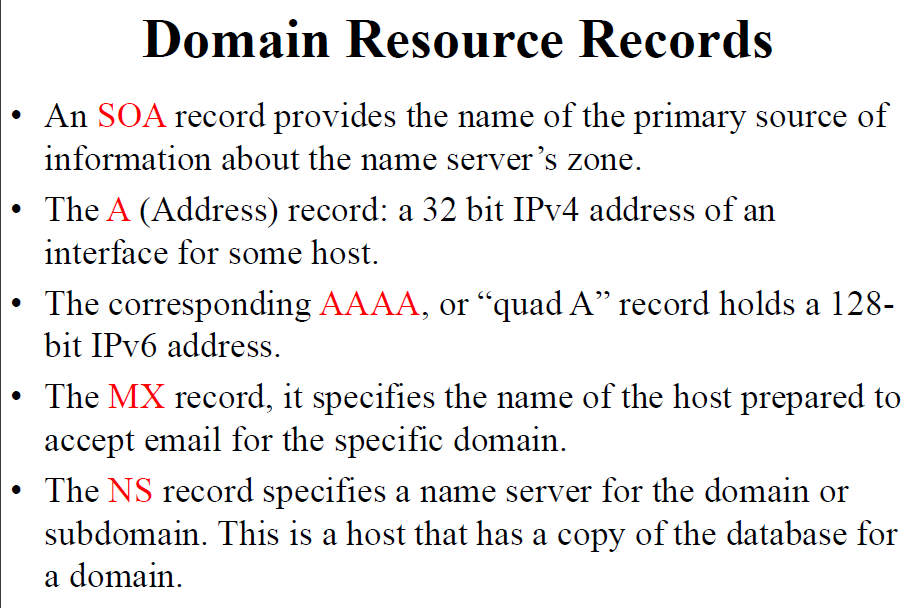 Domain Resource Records
• An SOA record provides the name of the primary source of
information about the name server’s zone.
• The A (Address) record: a 32 bit IPv4 address of an
interface for some host.
• The corresponding AAAA, or “quad A” record holds a 128-
bit IPv6 address.
• The MX record, it specifies the name of the host prepared to
accept email for the specific domain.
• The NS record specifies a name server for the domain or
subdomain. This is a host that has a copy of the database for
a domain.